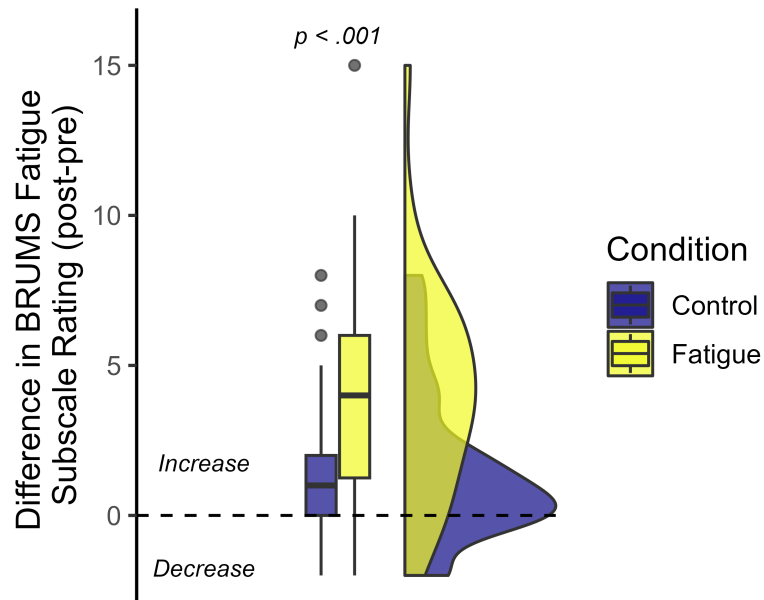 p < .001
Difference in BRUMS Fatigue
Subscale Rating (post-pre)
15
10
5
0
Increase
Decrease
Condition
Control
Fatigue